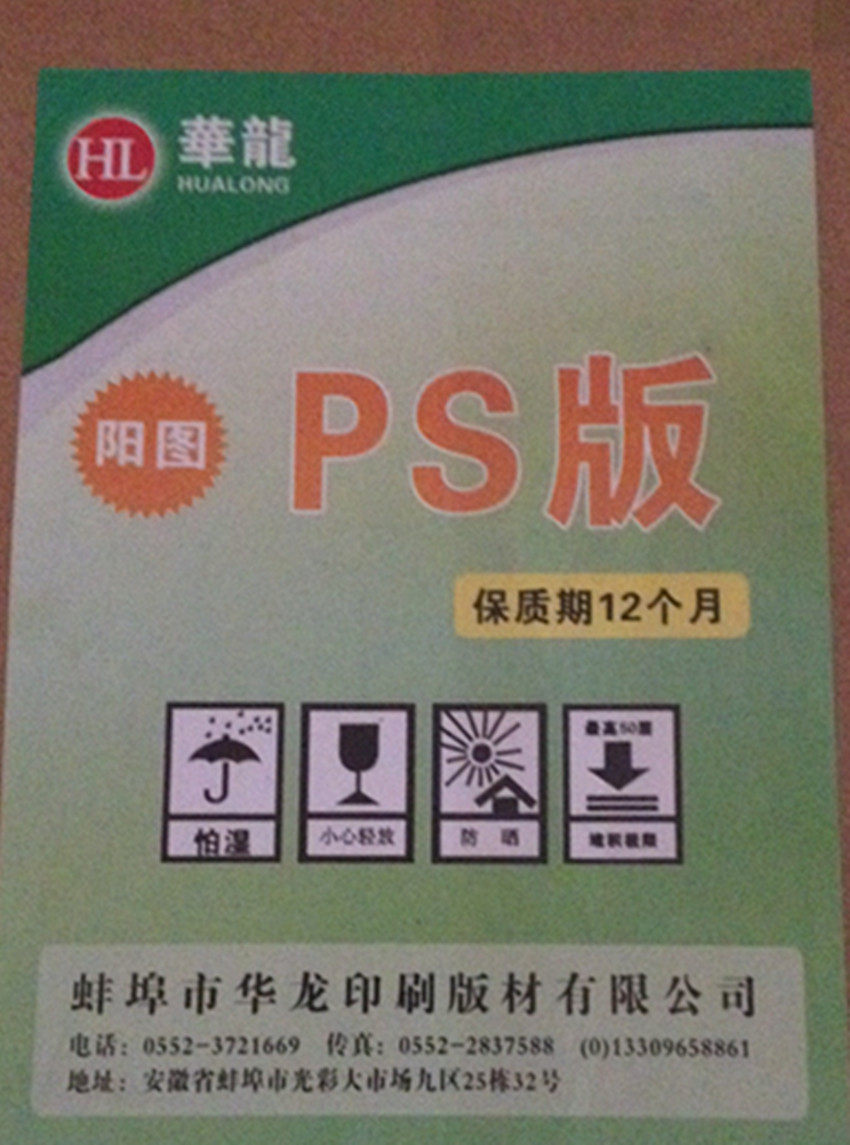 HL
華龍
HUALONG
阳图
PS版
保质期12个月
最高50層
怕湿
小心轻放
防 晒
堆积极限
蚌埠市华龙印刷版材有限公司
电话：0552-3721669 传真：0552-2837588 (0)13309658861
地址：安徽省蚌埠市光彩大市场九区25栋32号